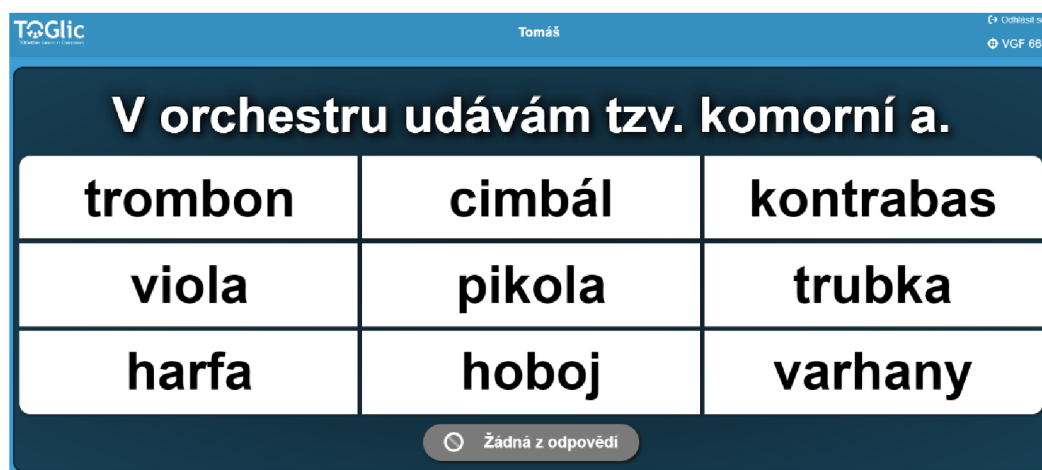 TOGlic
Tomáš
Odhlásit s
VGF 66
V orchestru udávám tzv. komorní a.
trombon cimbál kontrabas
viola pikola trubka
harfa hoboj varhany
Žádná z odpovědí